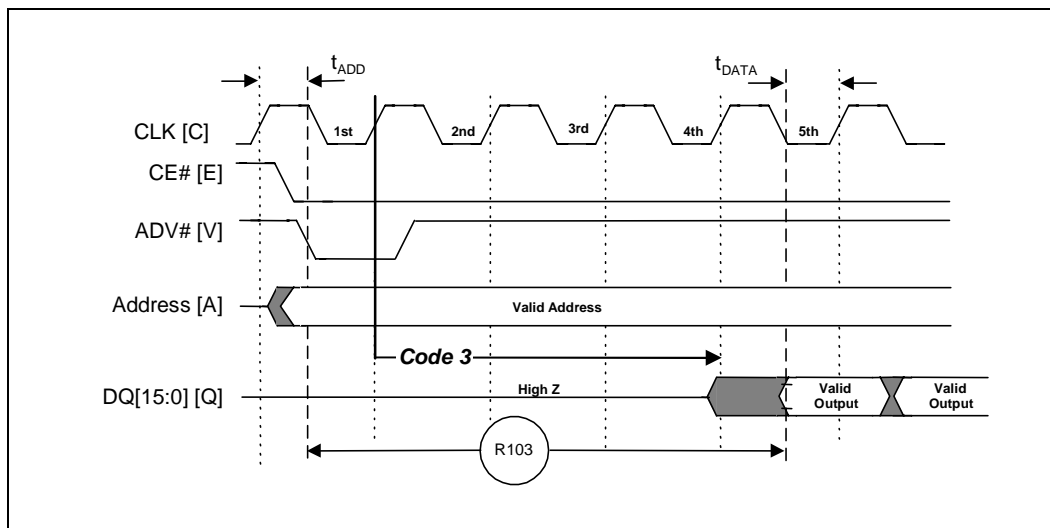 tADD
tDATA
CLK [C]
1st
2nd
3rd
4th
5th
CE# [E]
ADV# [V]
Address [A]
Valid Address
Code 3
DQ[15:0] [Q]
High Z
Valid
Output
Valid
Output
R103